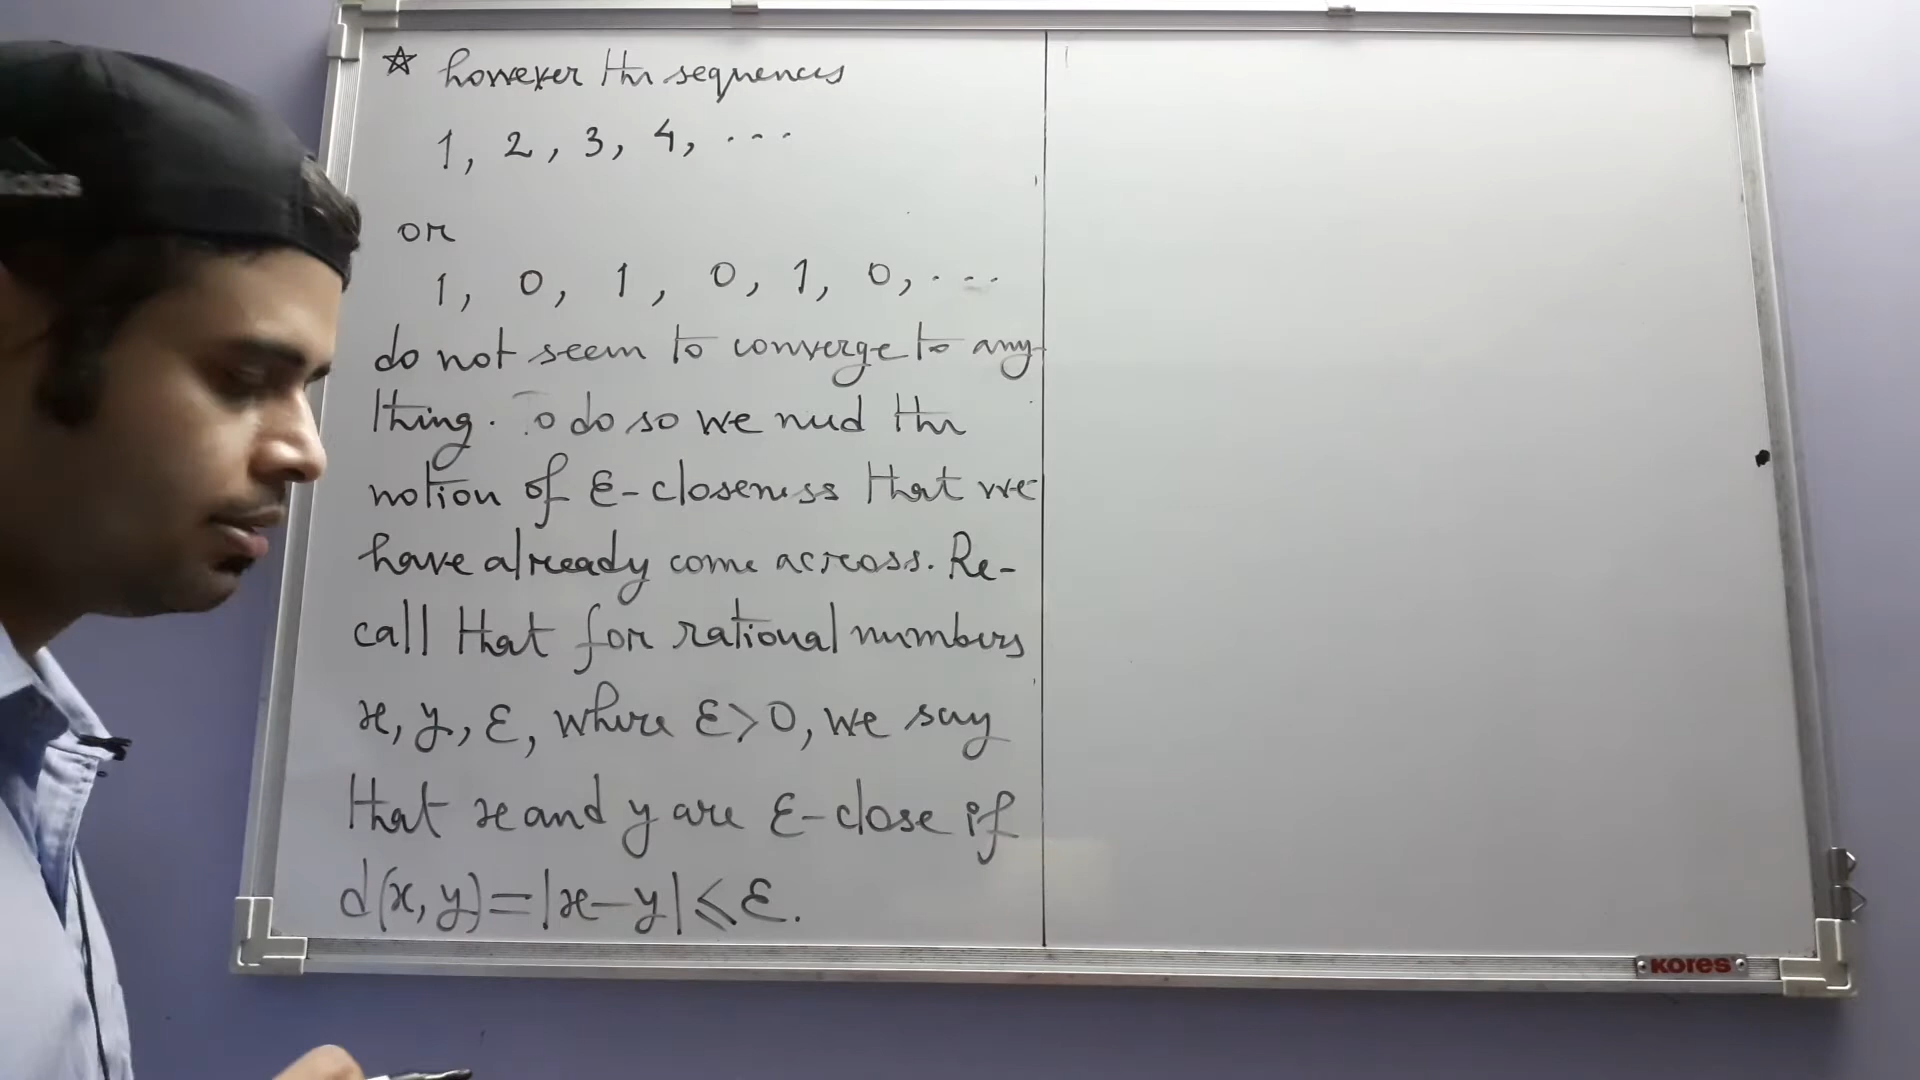 ☆ however the sequences
1, 2, 3, 4, ...
or
1, 0, 1, 0, 1, 0, ...
do not seem to converge to any
thing. To do so we need the
notion of ε-closeness that we
have already come across. Re-
call that for rational numbers
x, y, ε, where ε>0, we say
that x and y are ε-close if
d(x, y)=|x-y|⩽ε.
KORES